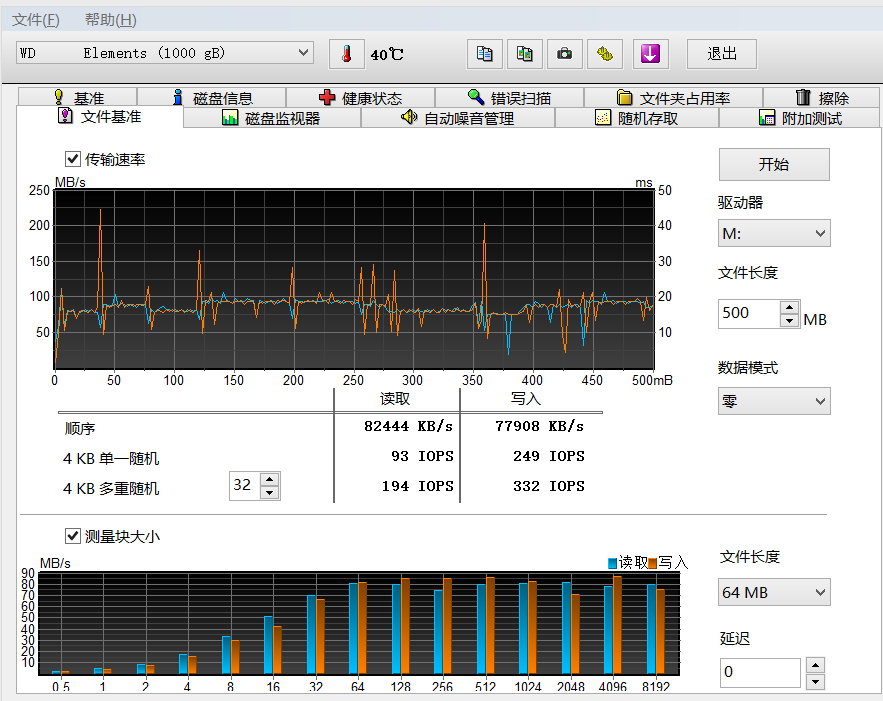 文件(F) 帮助(H)
WD Elements (1000 gB) 40℃ 退出
基准 磁盘信息 健康状态 错误扫描 文件夹占用率 擦除
文件基准 磁盘监视器 自动噪音管理 随机存取 附加测试
传输速率 开始
MB/s ms
250 50
200 40
150 30
100 20
50 10
0 50 100 150 200 250 300 350 400 450 500mB
驱动器
M:
文件长度
500 MB
数据模式
零
读取 写入
顺序 82444 KB/s 77908 KB/s
4 KB 单一随机 93 IOPS 249 IOPS
4 KB 多重随机 32 194 IOPS 332 IOPS
测量块大小
MB/s 读取 写入
90
80
70
60
50
40
30
20
10
0.5 1 2 4 8 16 32 64 128 256 512 1024 2048 4096 8192
文件长度
64 MB
延迟
0